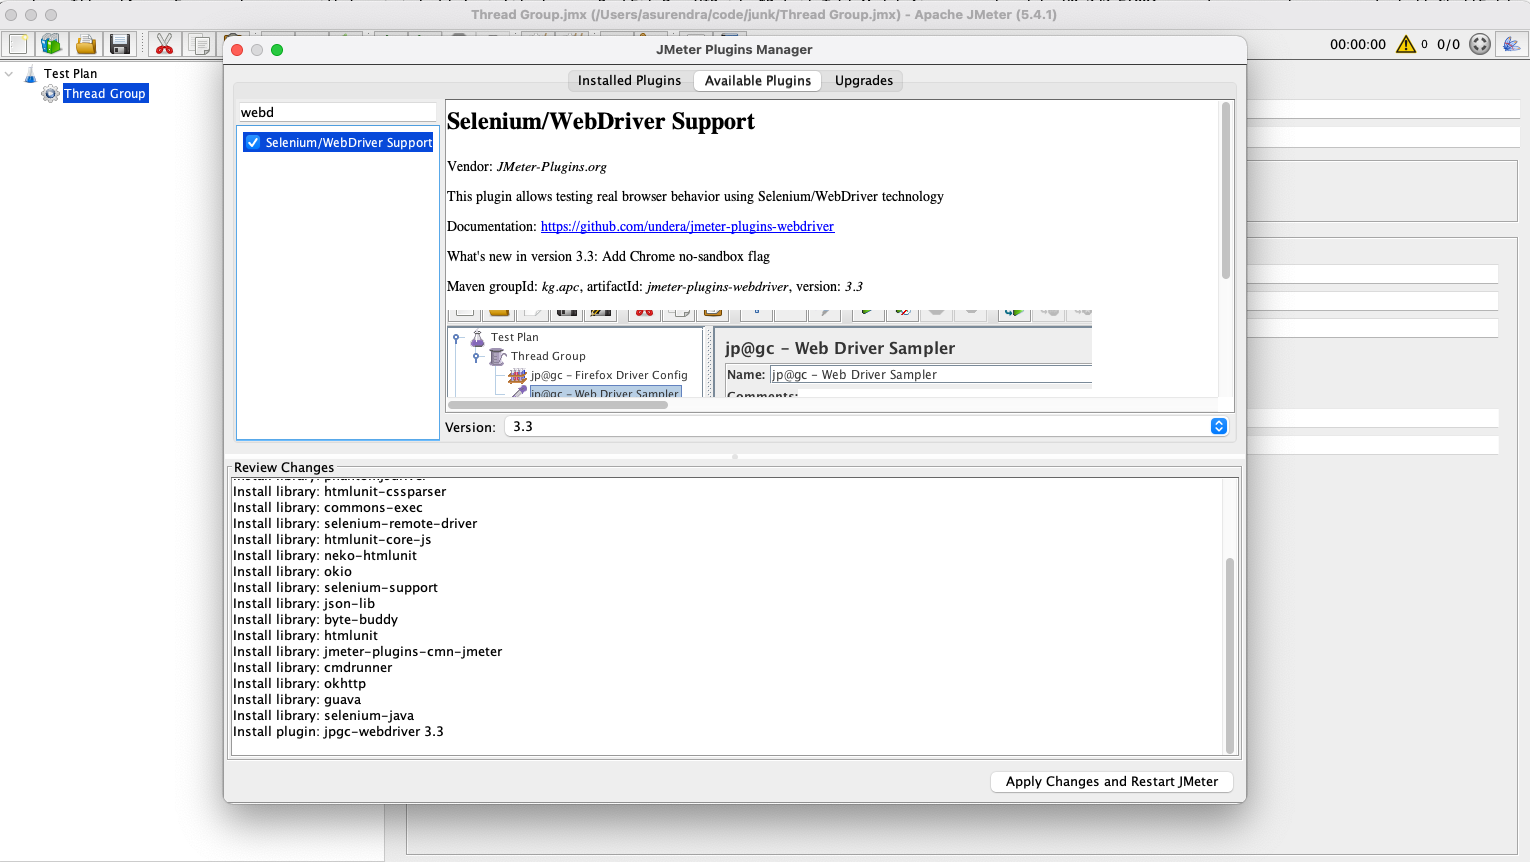 Thread Group.jmx (/Users/asurendra/code/junk/Thread Group.jmx) - Apache JMeter (5.4.1)
00:00:00 0 0/0
JMeter Plugins Manager
Test Plan
Thread Group
Installed Plugins Available Plugins Upgrades
webd
Selenium/WebDriver Support
Selenium/WebDriver Support
Vendor: JMeter-Plugins.org
This plugin allows testing real browser behavior using Selenium/WebDriver technology
Documentation: https://github.com/undera/jmeter-plugins-webdriver
What's new in version 3.3: Add Chrome no-sandbox flag
Maven groupId: kg.apc, artifactId: jmeter-plugins-webdriver, version: 3.3
Test Plan
Thread Group
jp@gc - Firefox Driver Config
jp@gc - Web Driver Sampler
jp@gc - Web Driver Sampler
Name: jp@gc - Web Driver Sampler
Comments:
Version: 3.3
Review Changes
Install library: phantomjsdriver
Install library: htmlunit-cssparser
Install library: commons-exec
Install library: selenium-remote-driver
Install library: htmlunit-core-js
Install library: neko-htmlunit
Install library: okio
Install library: selenium-support
Install library: json-lib
Install library: byte-buddy
Install library: htmlunit
Install library: jmeter-plugins-cmn-jmeter
Install library: cmdrunner
Install library: okhttp
Install library: guava
Install library: selenium-java
Install plugin: jpgc-webdriver 3.3
Apply Changes and Restart JMeter